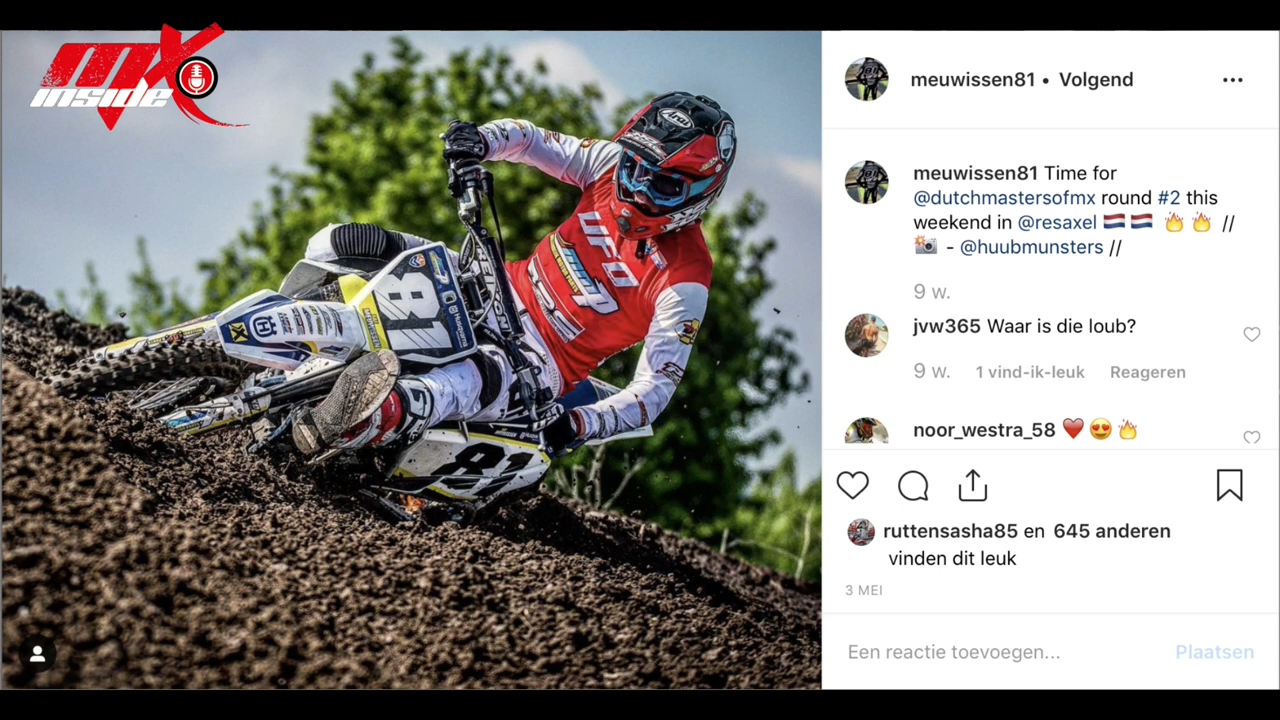 MX
inside
Arai
UFO
REIKON
81
Husqvarna
81
meuwissen81 • Volgend
meuwissen81 Time for
@dutchmastersofmx round #2 this
weekend in @resaxel 🇳🇱🇳🇱 🔥🔥 //
📸 - @huubmunsters //
9 w.
jvw365 Waar is die loub?
9 w. 1 vind-ik-leuk Reageren
noor_westra_58 ❤️😍🔥
ruttensasha85 en 645 anderen
vinden dit leuk
3 MEI
Een reactie toevoegen... Plaatsen